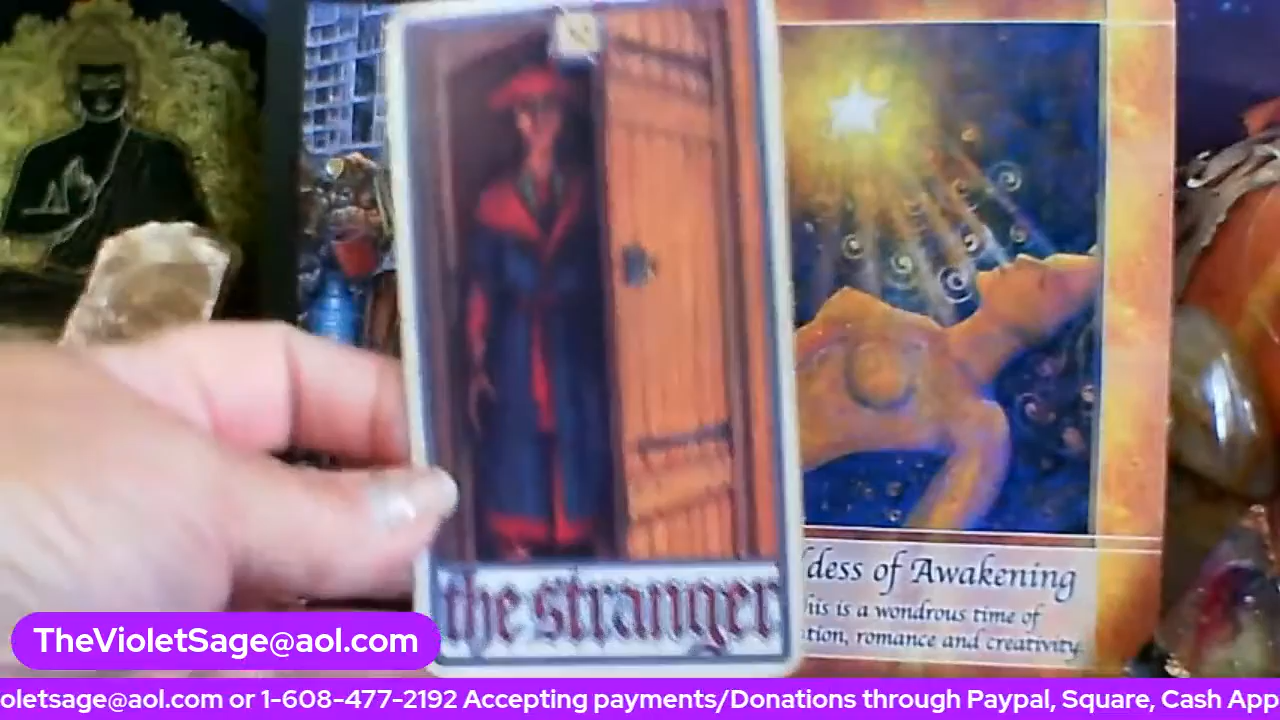 the stranger
dess of Awakening
his is a wondrous time of
tion, romance and creativity.
TheVioletSage@aol.com
oletsage@aol.com or 1-608-477-2192 Accepting payments/Donations through Paypal, Square, Cash App